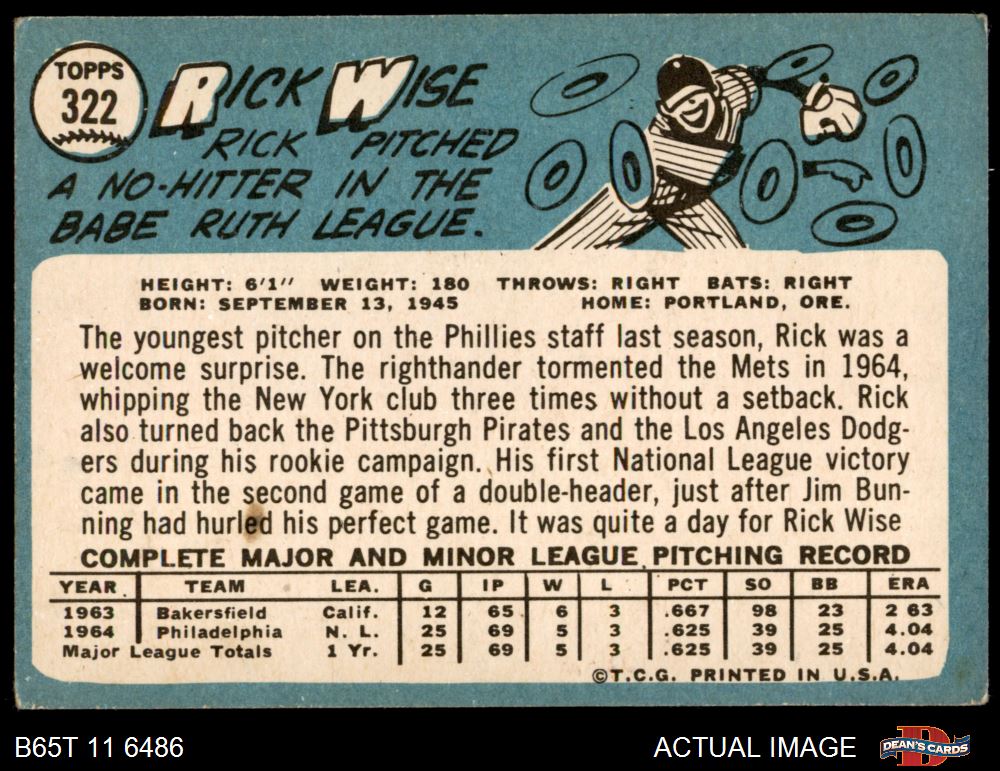 TOPPS
322
RICK WISE
RICK PITCHED
A NO-HITTER IN THE
BABE RUTH LEAGUE.
HEIGHT: 6'1" WEIGHT: 180 THROWS: RIGHT BATS: RIGHT
BORN: SEPTEMBER 13, 1945 HOME: PORTLAND, ORE.
The youngest pitcher on the Phillies staff last season, Rick was a
welcome surprise. The righthander tormented the Mets in 1964,
whipping the New York club three times without a setback. Rick
also turned back the Pittsburgh Pirates and the Los Angeles Dodg-
ers during his rookie campaign. His first National League victory
came in the second game of a double-header, just after Jim Bun-
ning had hurled his perfect game. It was quite a day for Rick Wise
COMPLETE MAJOR AND MINOR LEAGUE PITCHING RECORD
YEAR TEAM LEA. G IP W L PCT SO BB ERA
1963 Bakersfield Calif. 12 65 6 3 .667 98 23 2 63
1964 Philadelphia N. L. 25 69 5 3 .625 39 25 4.04
Major League Totals 1 Yr. 25 69 5 3 .625 39 25 4.04
©T.C.G. PRINTED IN U.S.A.
B65T 11 6486 ACTUAL IMAGE DEAN'S CARDS